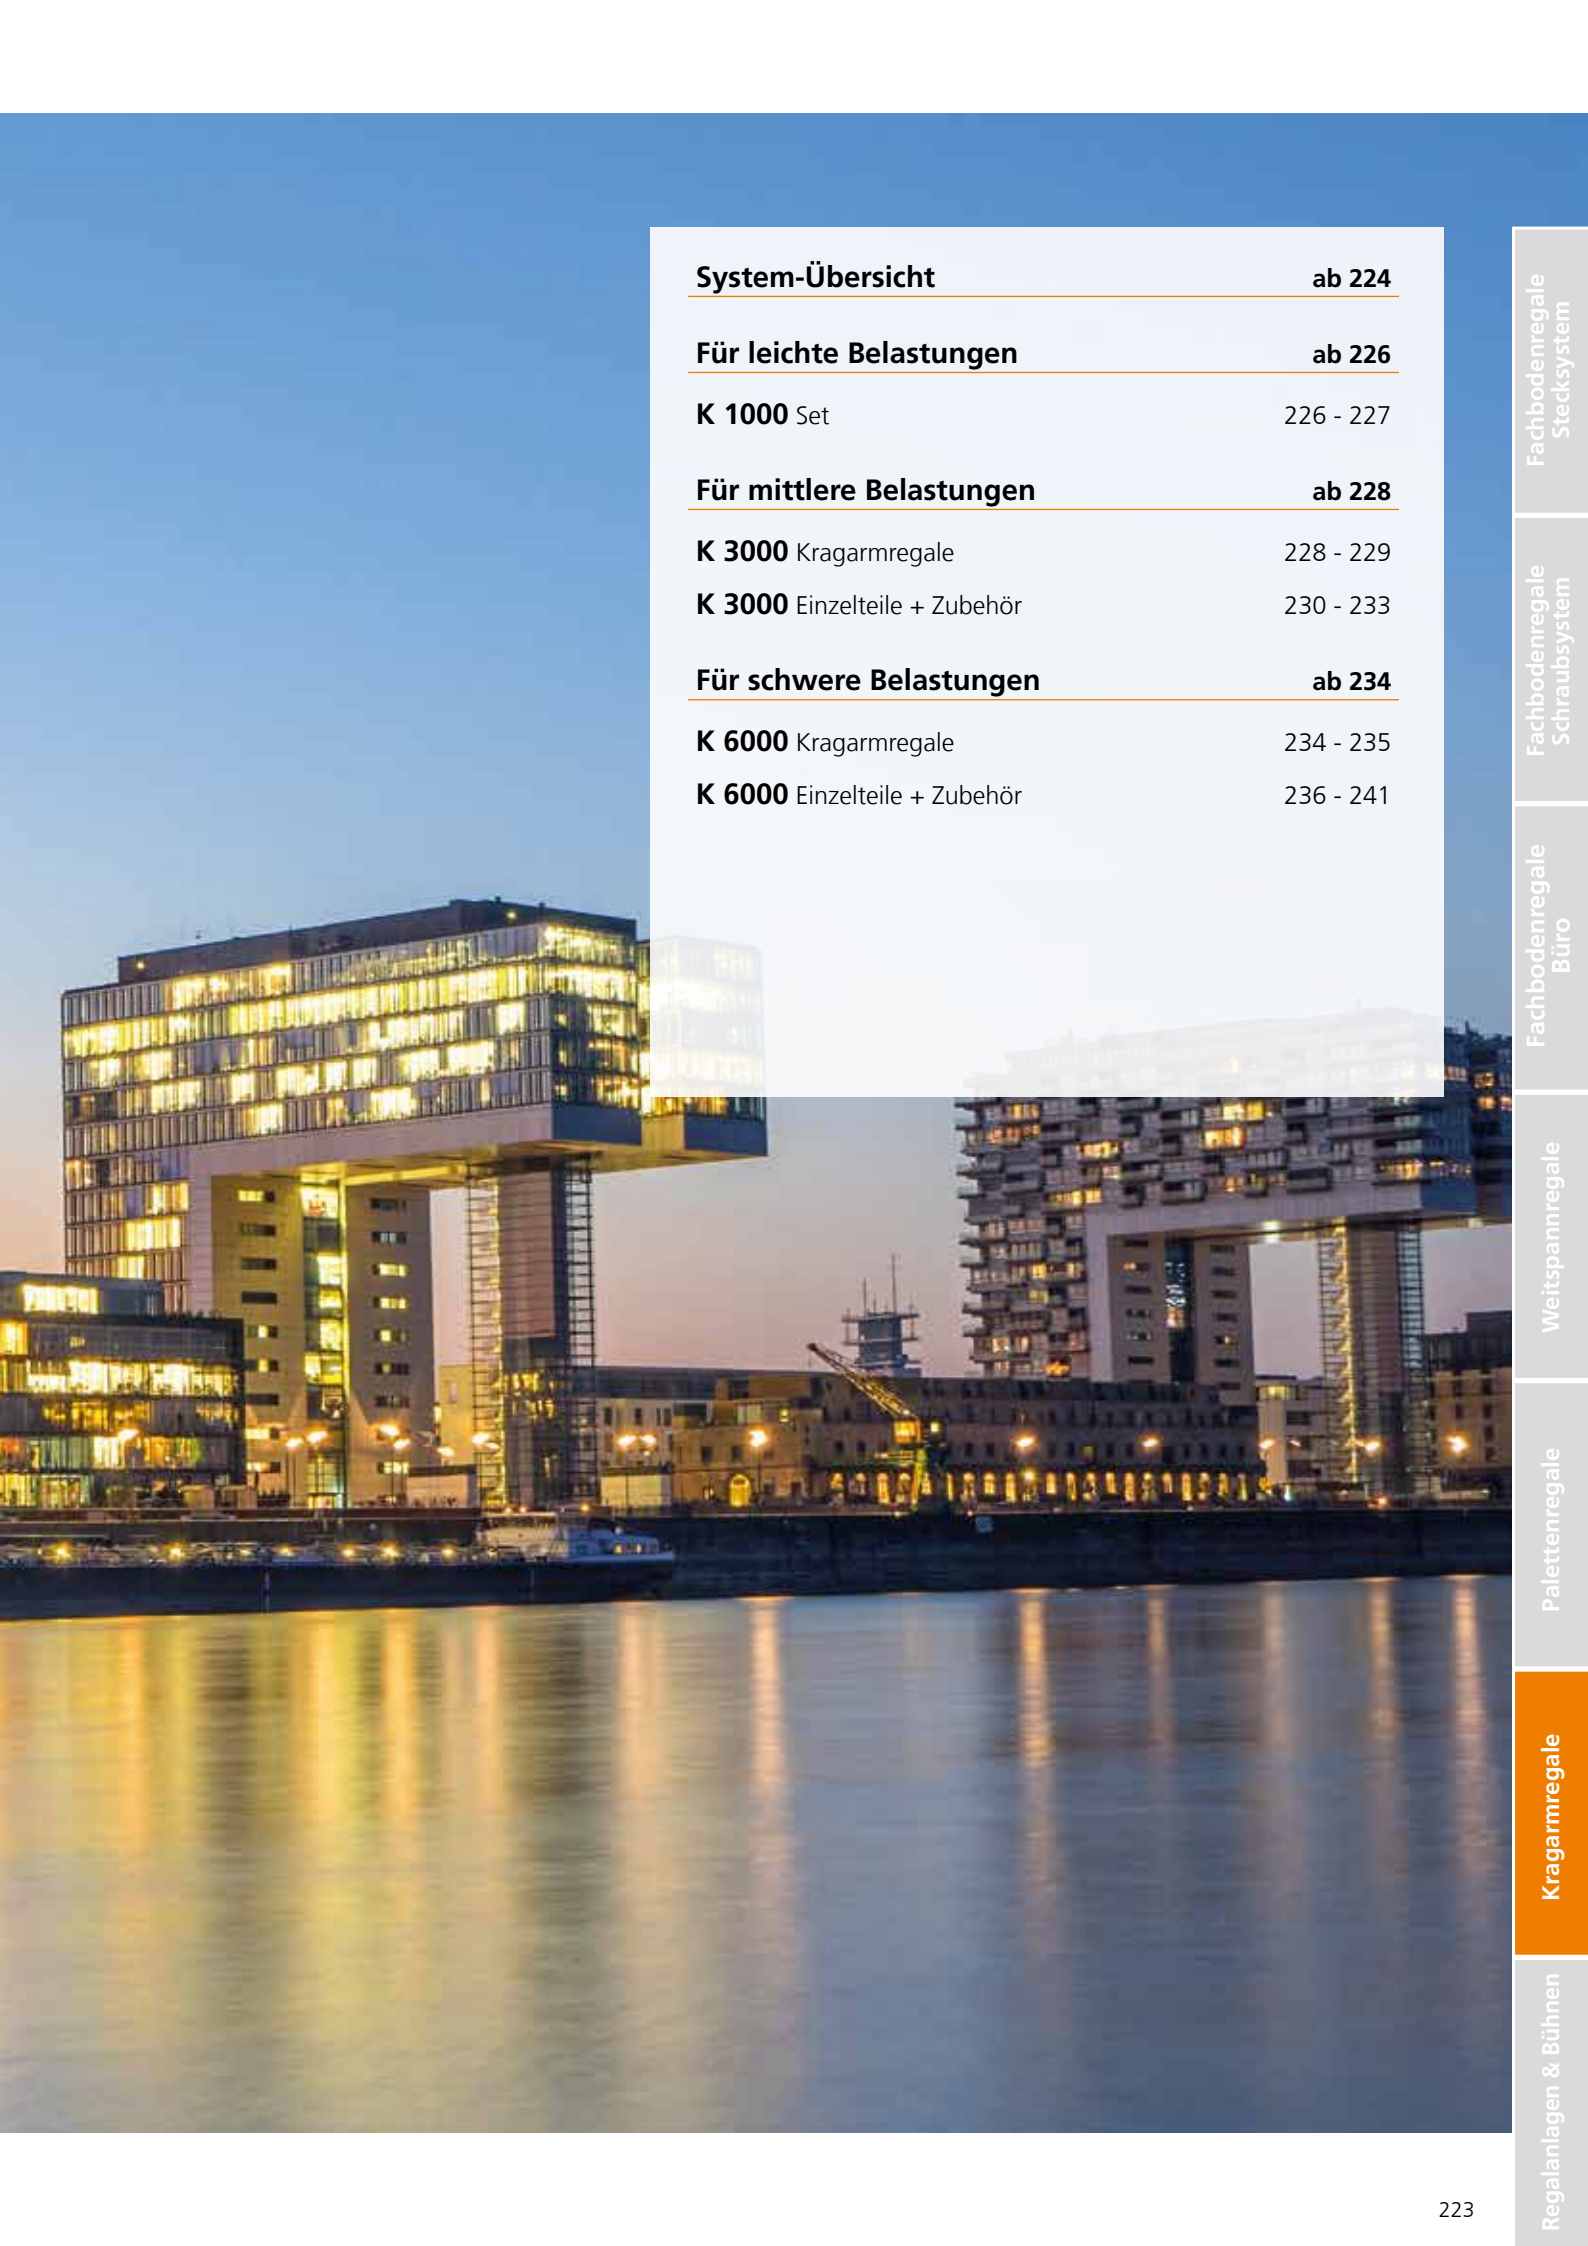 System-Übersicht ab 224
Für leichte Belastungen ab 226
K 1000 Set 226 - 227
Für mittlere Belastungen ab 228
K 3000 Kragarmregale 228 - 229
K 3000 Einzelteile + Zubehör 230 - 233
Für schwere Belastungen ab 234
K 6000 Kragarmregale 234 - 235
K 6000 Einzelteile + Zubehör 236 - 241
Fachbodenregale
Stecksystem
Fachbodenregale
Schraubsystem
Fachbodenregale
Büro
Weitspannregale
Palettenregale
Kragarmregale
Regalanlagen & Bühnen
223